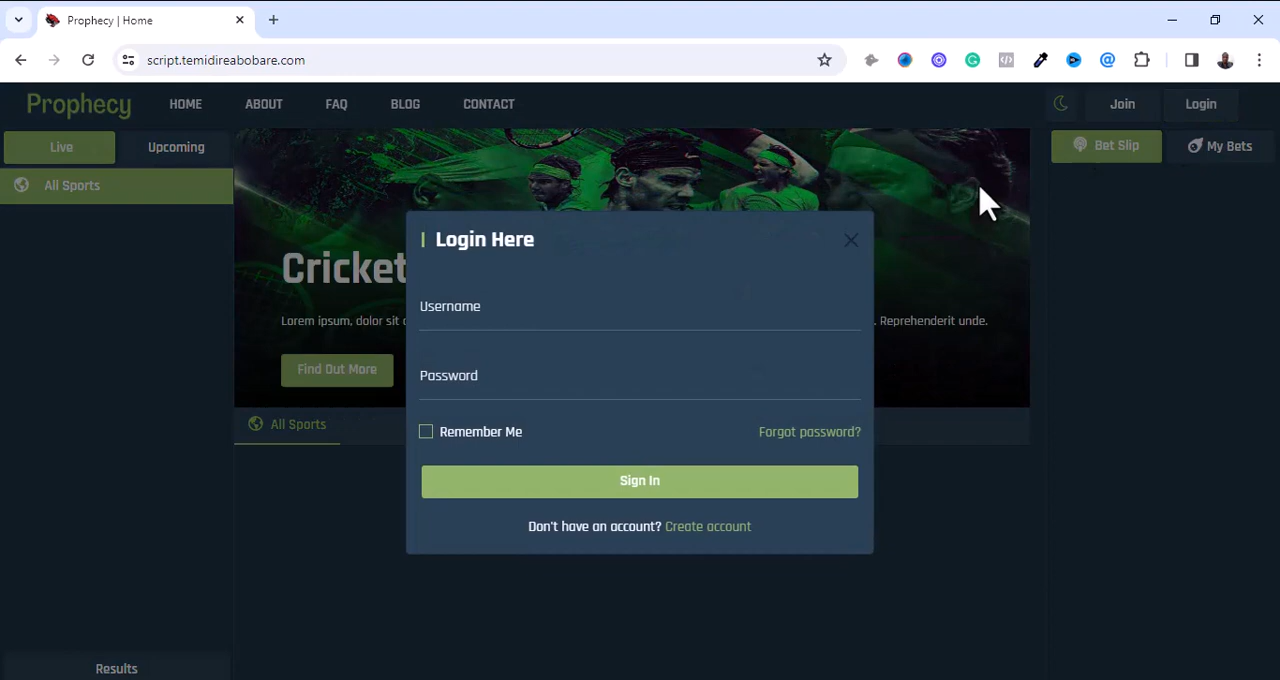 Prophecy | Home
script.temidireabobare.com
Prophecy HOME ABOUT FAQ BLOG CONTACT Join Login
Live Upcoming Bet Slip My Bets
All Sports
Login Here
Cricket
Username
Lorem ipsum, dolor sit . Reprehenderit unde.
Find Out More
Password
All Sports
Remember Me Forgot password?
Sign In
Don't have an account? Create account
Results